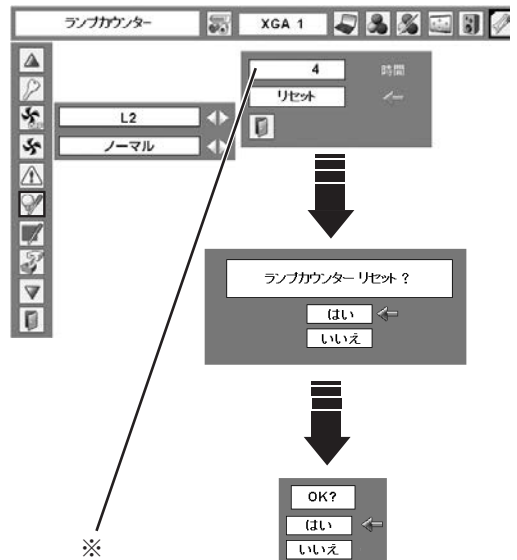 ランプカウンター
XGA 1
4 時間
リセット
L2
ノーマル
ランプカウンター リセット ?
はい
いいえ
OK?
はい
いいえ
※